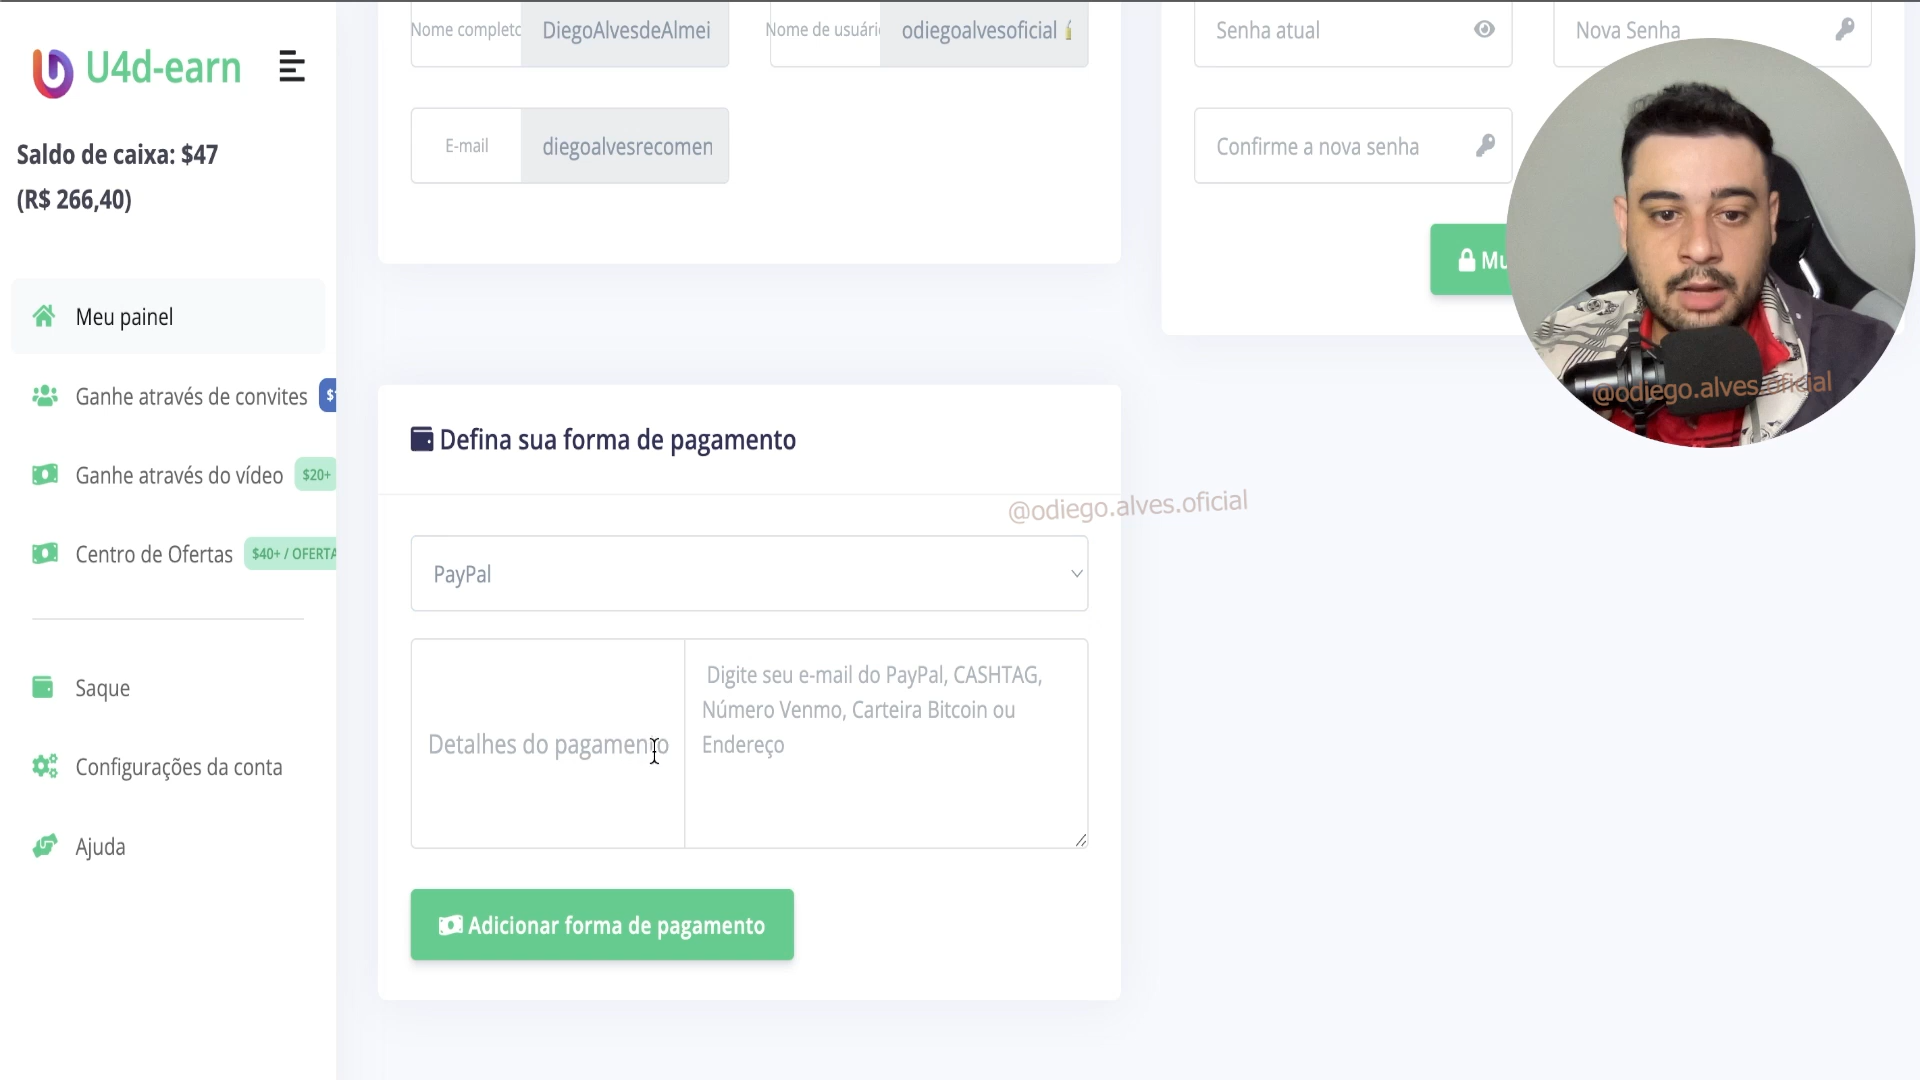 U4d-earn
Saldo de caixa: $47
(R$ 266,40)
Meu painel
Ganhe através de convites
Ganhe através do vídeo $20+
Centro de Ofertas $40+ / OFERTA
Saque
Configurações da conta
Ajuda
Nome completo DiegoAlvesdeAlmei
Nome de usuári odiegoalvesoficial
E-mail diegoalvesrecomen
Senha atual
Nova Senha
Confirme a nova senha
Mu
@odiego.alves.oficial
Defina sua forma de pagamento
@odiego.alves.oficial
PayPal
Detalhes do pagamento
Digite seu e-mail do PayPal, CASHTAG,
Número Venmo, Carteira Bitcoin ou
Endereço
Adicionar forma de pagamento